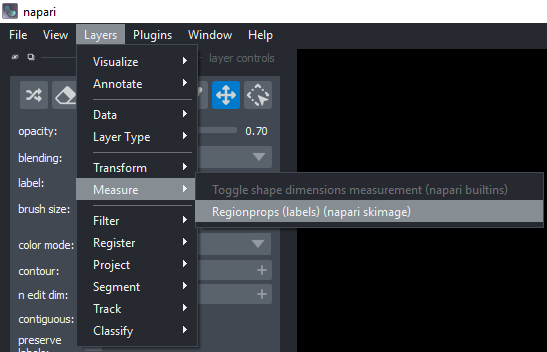 napari
File View Layers Plugins Window Help
layer controls
Visualize
Annotate
opacity: 0.70
Data
Layer Type
blending:
label:
Transform
Measure
Toggle shape dimensions measurement (napari builtins)
brush size:
Regionprops (labels) (napari skimage)
Filter
color mode:
Register
contour:
Project
n edit dim:
Segment
contiguous:
Track
preserve
Classify
labels: